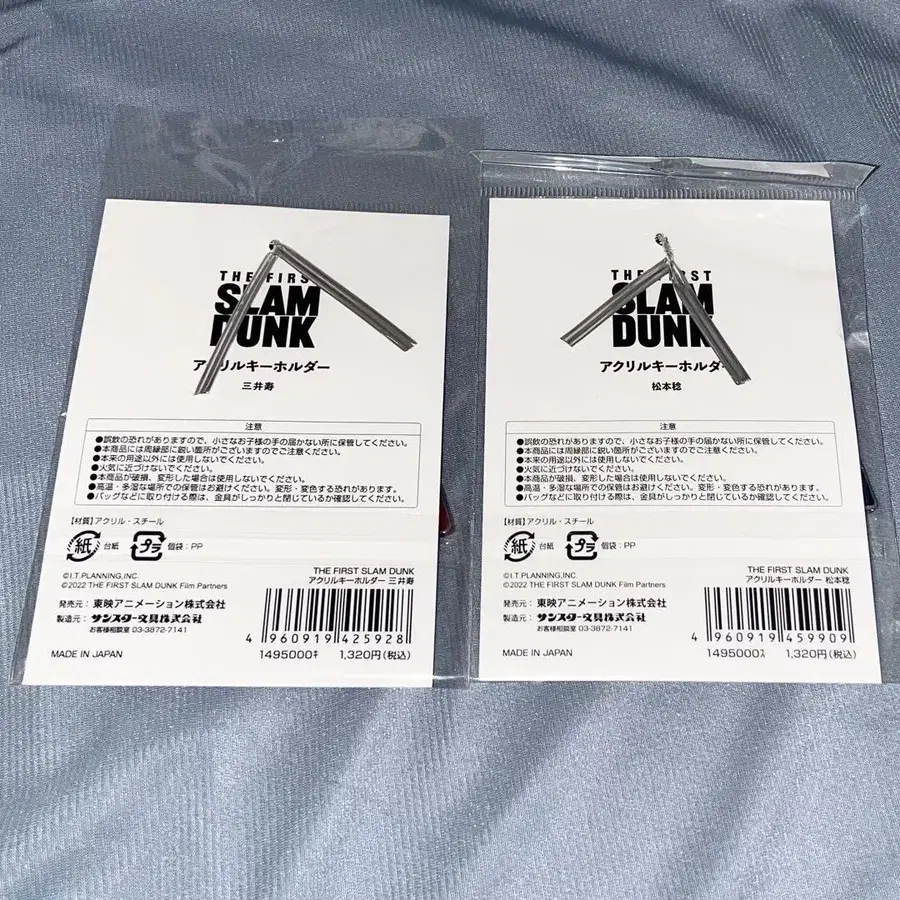 THE FIRST
SLAM
DUNK
アクリルキーホルダー
三井寿
注意
●誤飲の恐れがありますので、小さなお子様の手の届かない所に保管してください。
●本商品には周縁部に鋭い箇所がございますのでご注意ください。
●本来の用途以外には使用しないでください。
●火気に近づけないでください。
●本商品が破損、変形した場合は使用しないでください。
●高温・多湿な場所での保管はお避けください。変形・変色する恐れがあります。
●バッグなどに取り付ける際は、金具がしっかりと閉じているか確認してください。
【材質】アクリル・スチール
紙 台紙 プラ 個袋：PP
THE FIRST SLAM DUNK
アクリルキーホルダー 三井寿
©I.T.PLANNING,INC.
©2022 THE FIRST SLAM DUNK Film Partners
発売元：東映アニメーション株式会社
製造元：サンスター文具株式会社
お客様相談室 03-3872-7141
4 960919 425928
MADE IN JAPAN
1495000ｷ 1,320円（税込）
THE FIRST
SLAM
DUNK
アクリルキーホルダー
松本稔
注意
●誤飲の恐れがありますので、小さなお子様の手の届かない所に保管してください。
●本商品には周縁部に鋭い箇所がございますのでご注意ください。
●本来の用途以外には使用しないでください。
●火気に近づけないでください。
●本商品が破損、変形した場合は使用しないでください。
●高温・多湿な場所での保管はお避けください。変形・変色する恐れがあります。
●バッグなどに取り付ける際は、金具がしっかりと閉じているか確認してください。
【材質】アクリル・スチール
紙 台紙 プラ 個袋：PP
THE FIRST SLAM DUNK
アクリルキーホルダー 松本稔
©I.T.PLANNING,INC.
©2022 THE FIRST SLAM DUNK Film Partners
発売元：東映アニメーション株式会社
製造元：サンスター文具株式会社
お客様相談室 03-3872-7141
4 960919 459909
MADE IN JAPAN
1495000ｽ 1,320円（税込）